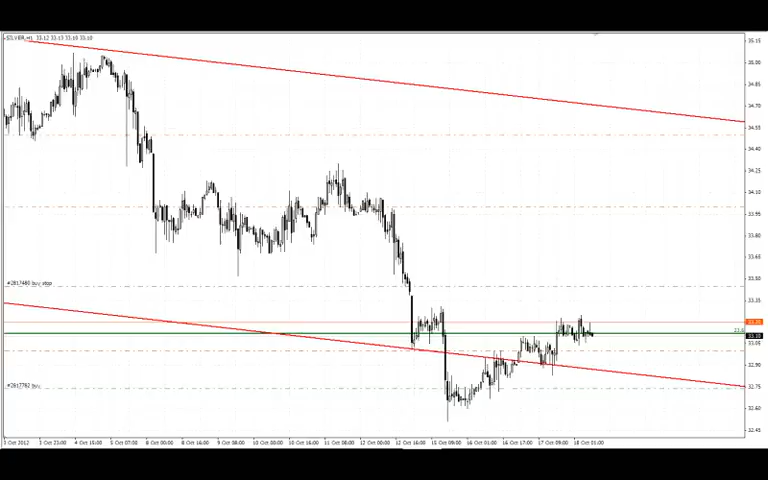 SILVER,H1 33.12 33.13 33.10 33.10
35.15
35.00
34.85
34.70
34.55
34.40
34.25
34.10
33.95
33.80
33.65
33.50
#2817480 buy stop
33.35
23.6
33.10
33.05
32.90
#2817782 buy
32.75
32.60
32.45
3 Oct 23:00
4 Oct 15:00
5 Oct 07:00
8 Oct 00:00
8 Oct 16:00
9 Oct 08:00
10 Oct 00:00
10 Oct 16:00
11 Oct 08:00
12 Oct 00:00
12 Oct 16:00
15 Oct 09:00
16 Oct 01:00
16 Oct 17:00
17 Oct 09:00
18 Oct 01:00